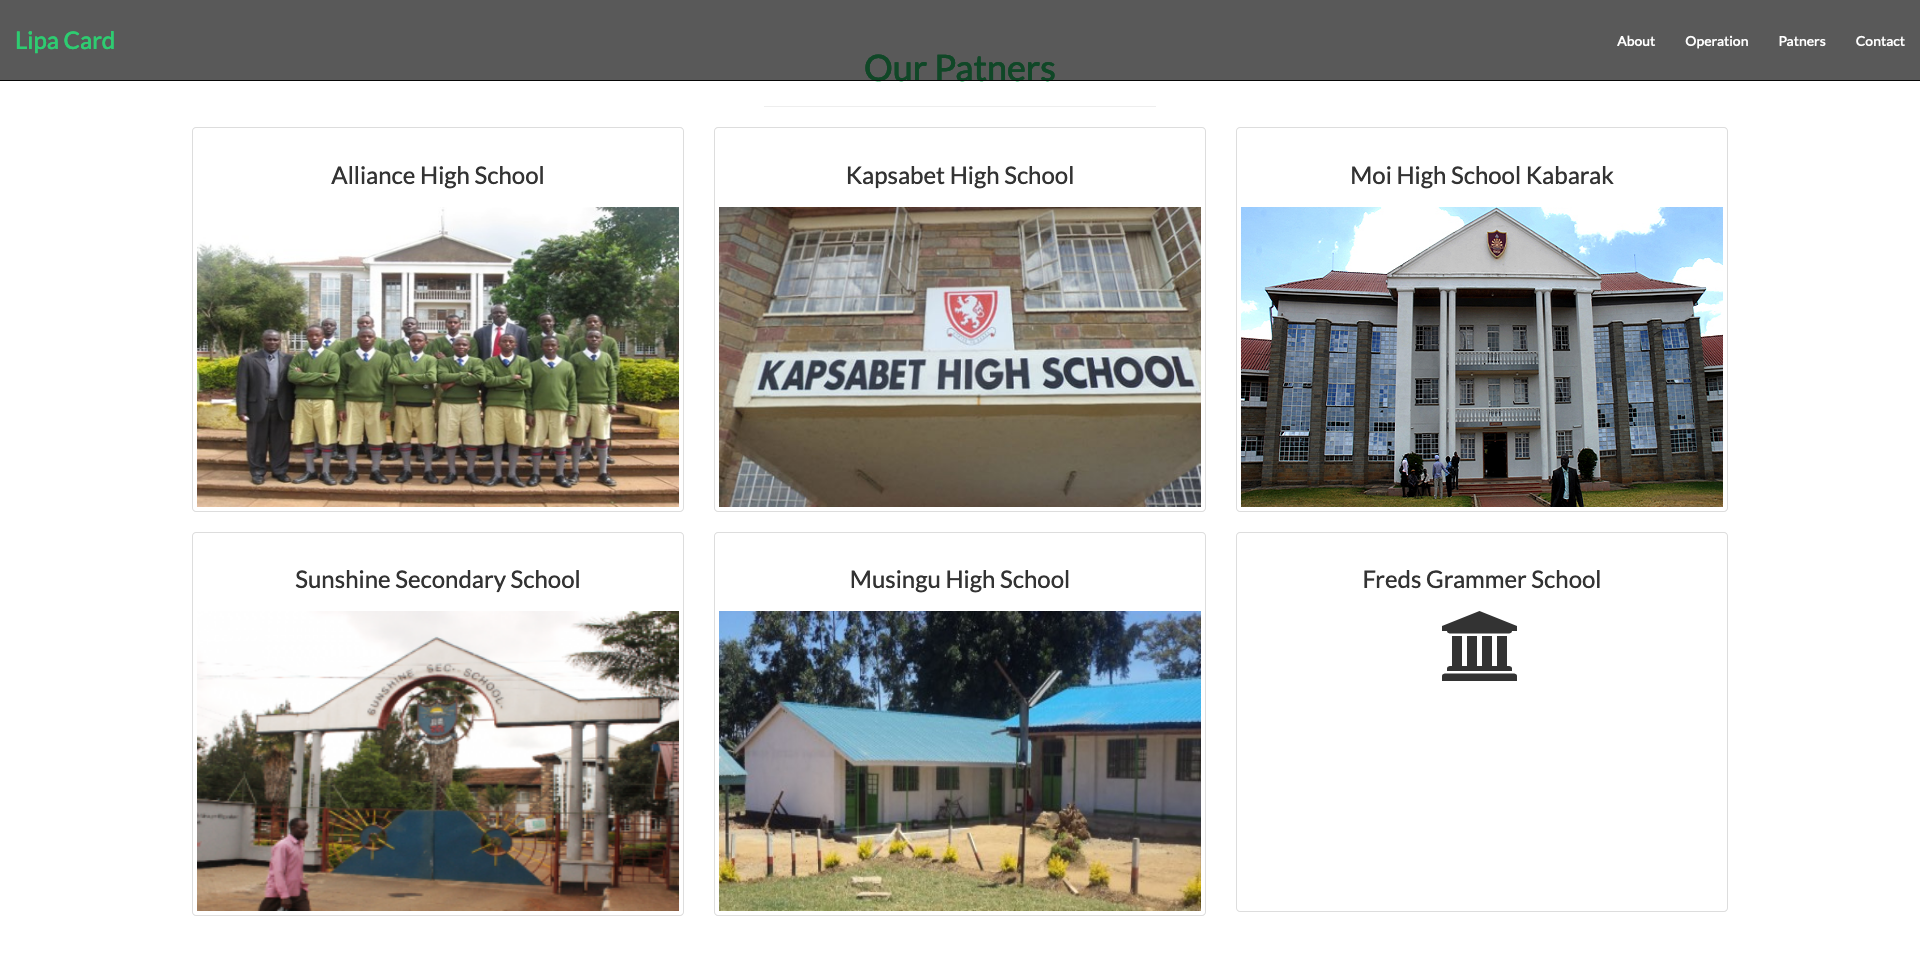 Lipa Card
About
Operation
Patners
Contact
Our Patners
Alliance High School
Kapsabet High School
Moi High School Kabarak
KAPSABET HIGH SCHOOL
Sunshine Secondary School
Musingu High School
Freds Grammer School
SUNSHINE SEC. SCHOOL